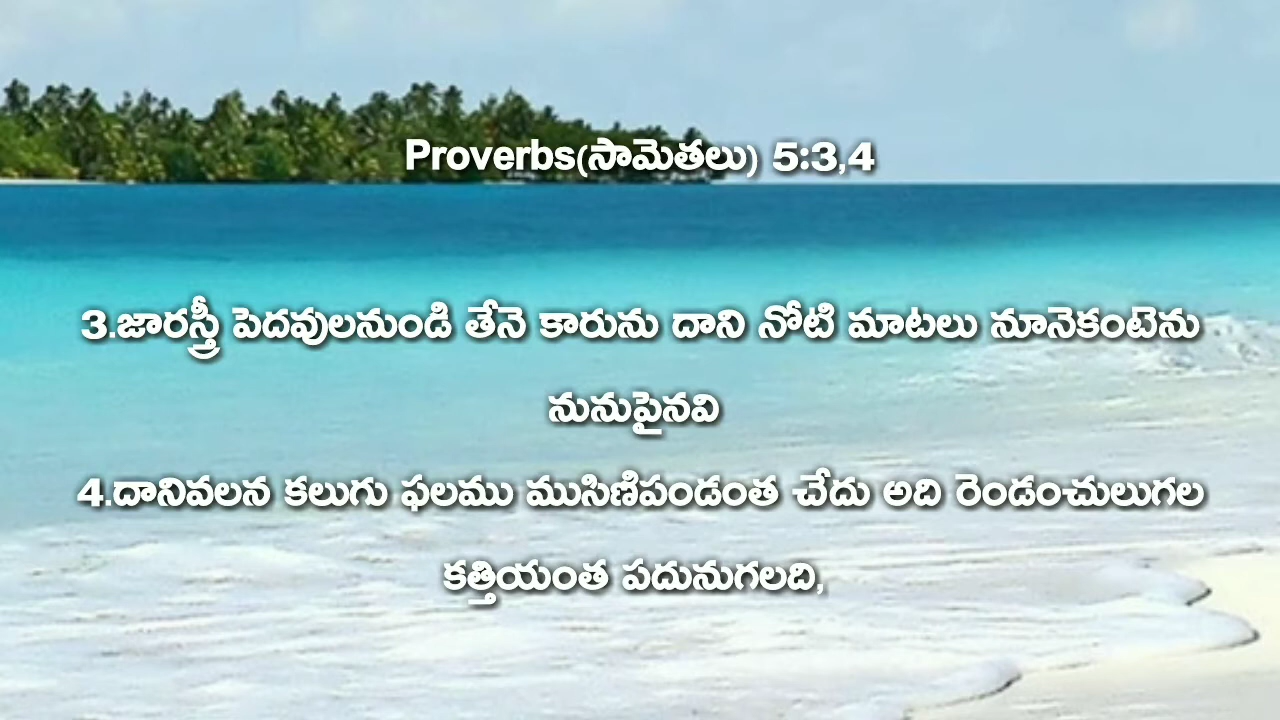 Proverbs(సామెతలు) 5:3,4
3.జారస్త్రీ పెదవులనుండి తేనె కారును దాని నోటి మాటలు నూనెకంటెను
నునుపైనవి
4.దానివలన కలుగు ఫలము ముసిణిపండంత చేదు అది రెండంచులుగల
కత్తియంత పదునుగలది,